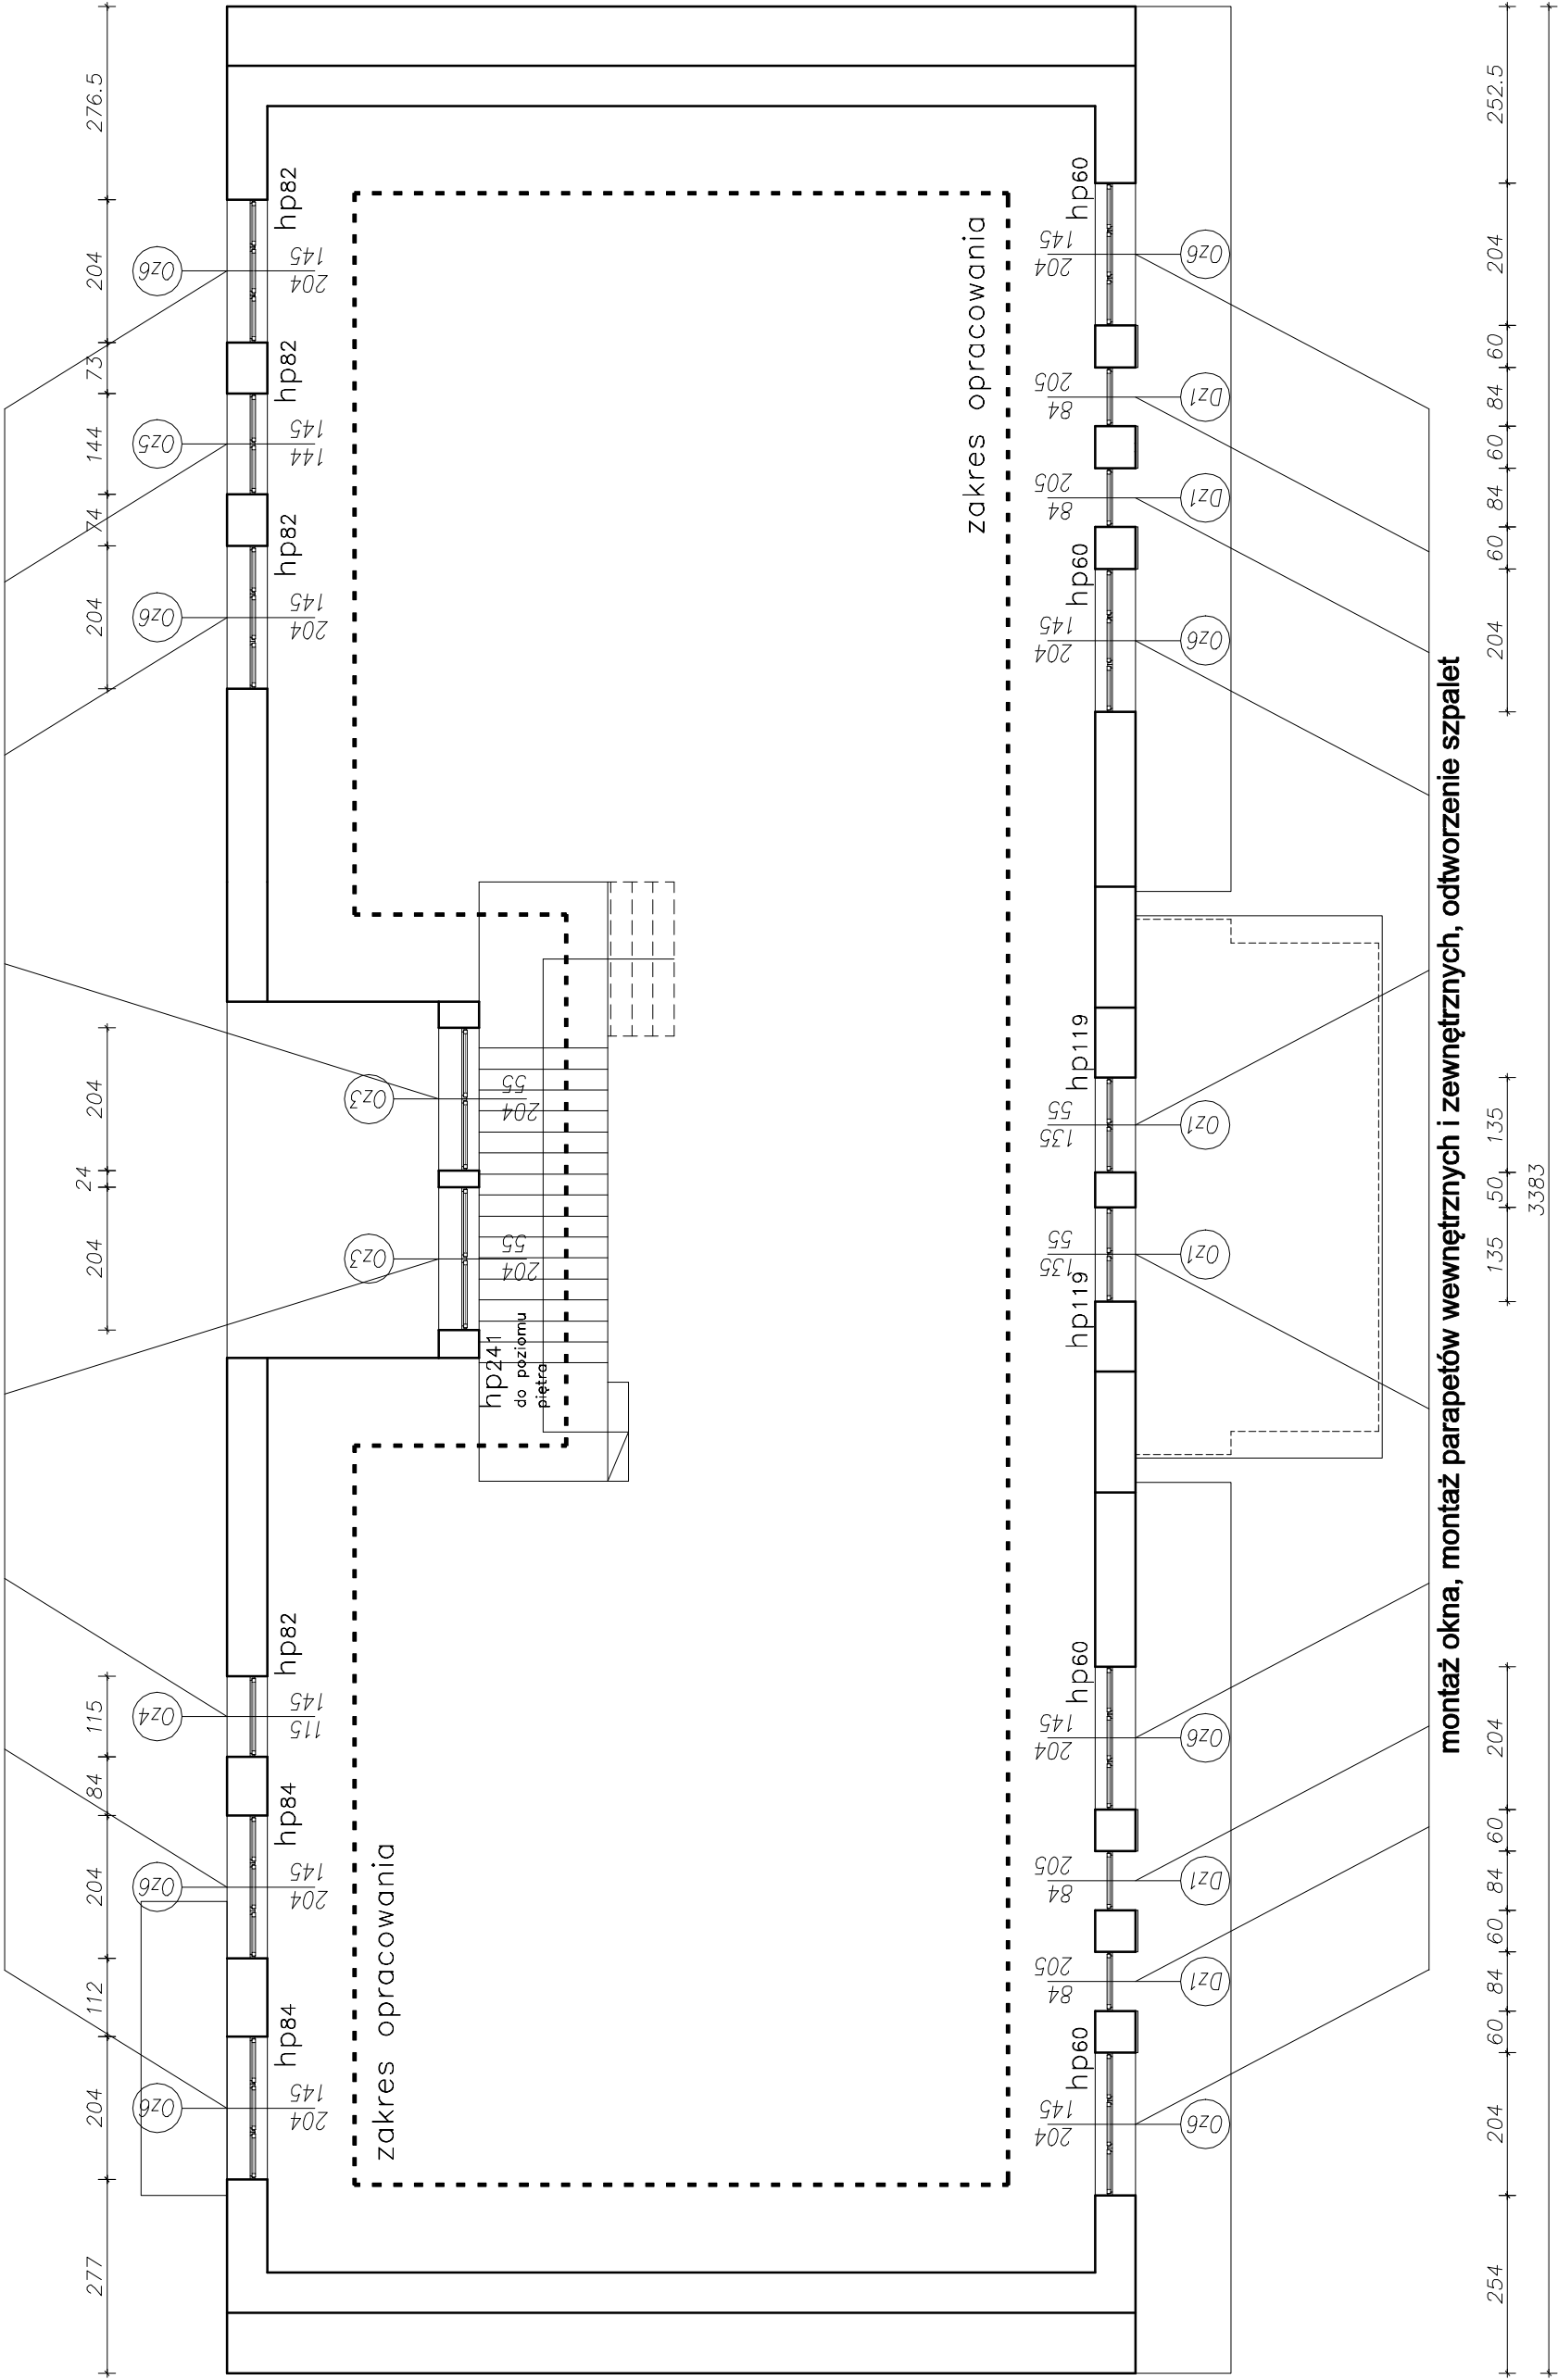 276.5
204
73
144
74
204
204
24
204
115
84
204
112
204
277
Oz6
Oz5
Oz6
Oz3
Oz3
Oz4
Oz6
Oz6
hp82
145
204
hp82
145
144
hp82
145
204
55
204
55
204
hp241
do poziomu
piętra
hp82
145
115
hp84
145
204
hp84
145
204
zakres opracowania
zakres opracowania
hp60
145
204
205
84
205
84
hp60
145
204
hp119
55
135
55
135
hp119
hp60
145
204
205
84
205
84
hp60
145
204
Oz6
Dz1
Dz1
Oz6
Oz1
Oz1
Oz6
Dz1
Dz1
Oz6
montaż okna, montaż parapetów wewnętrznych i zewnętrznych, odtworzenie szpalet
252.5
204
60
84
60
84
60
204
135
50
135
204
60
84
60
84
60
204
254
3383